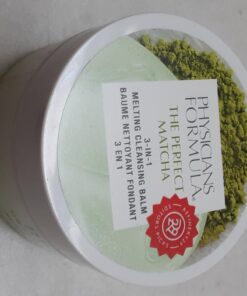 PHYSICIANS
FORMULA®
THE PERFECT
MATCHA
3-IN-1
MELTING CLEANSING BALM
BAUME NETTOYANT FONDANT
3 EN 1